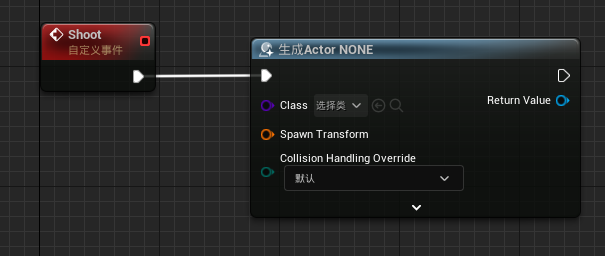 Shoot
自定义事件
生成Actor NONE
Class 选择类
Return Value
Spawn Transform
Collision Handling Override
默认